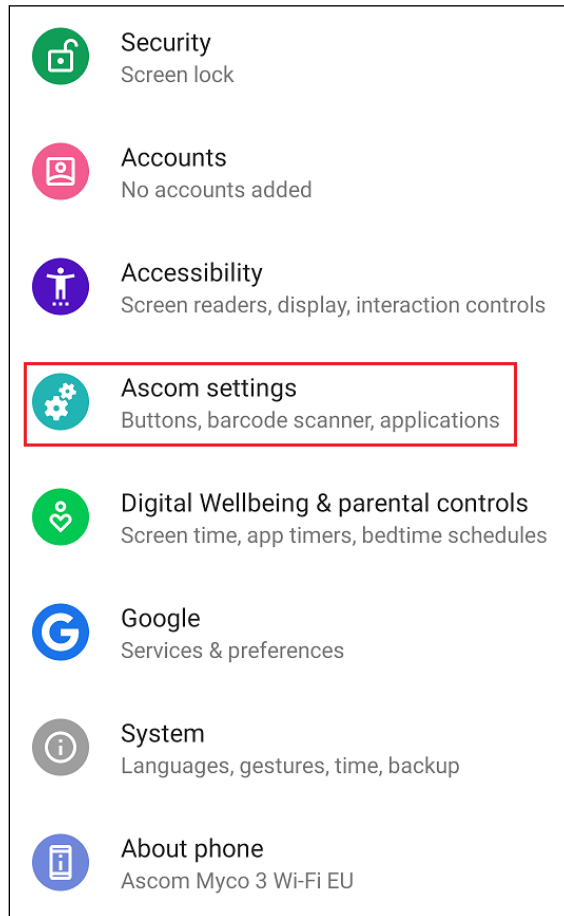 Security
Screen lock
Accounts
No accounts added
Accessibility
Screen readers, display, interaction controls
Ascom settings
Buttons, barcode scanner, applications
Digital Wellbeing & parental controls
Screen time, app timers, bedtime schedules
Google
Services & preferences
System
Languages, gestures, time, backup
About phone
Ascom Myco 3 Wi-Fi EU